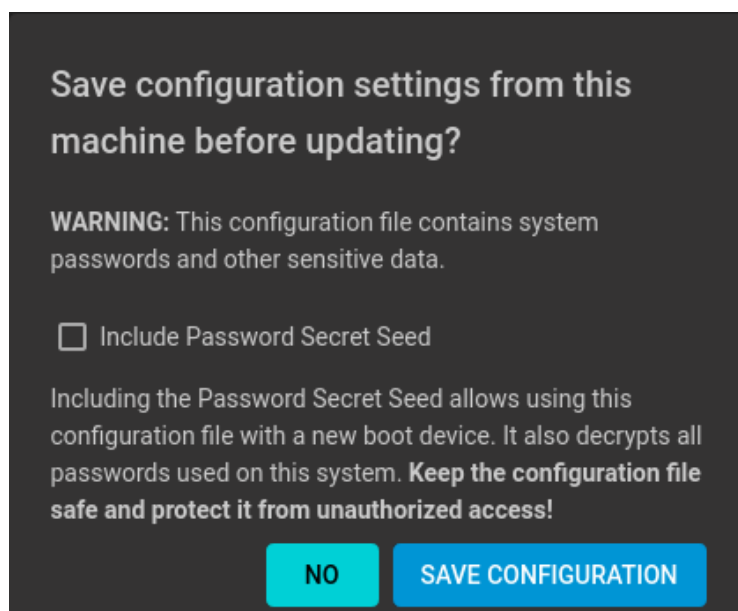 Save configuration settings from this
machine before updating?
WARNING: This configuration file contains system
passwords and other sensitive data.
Include Password Secret Seed
Including the Password Secret Seed allows using this
configuration file with a new boot device. It also decrypts all
passwords used on this system. Keep the configuration file
safe and protect it from unauthorized access!
NO
SAVE CONFIGURATION